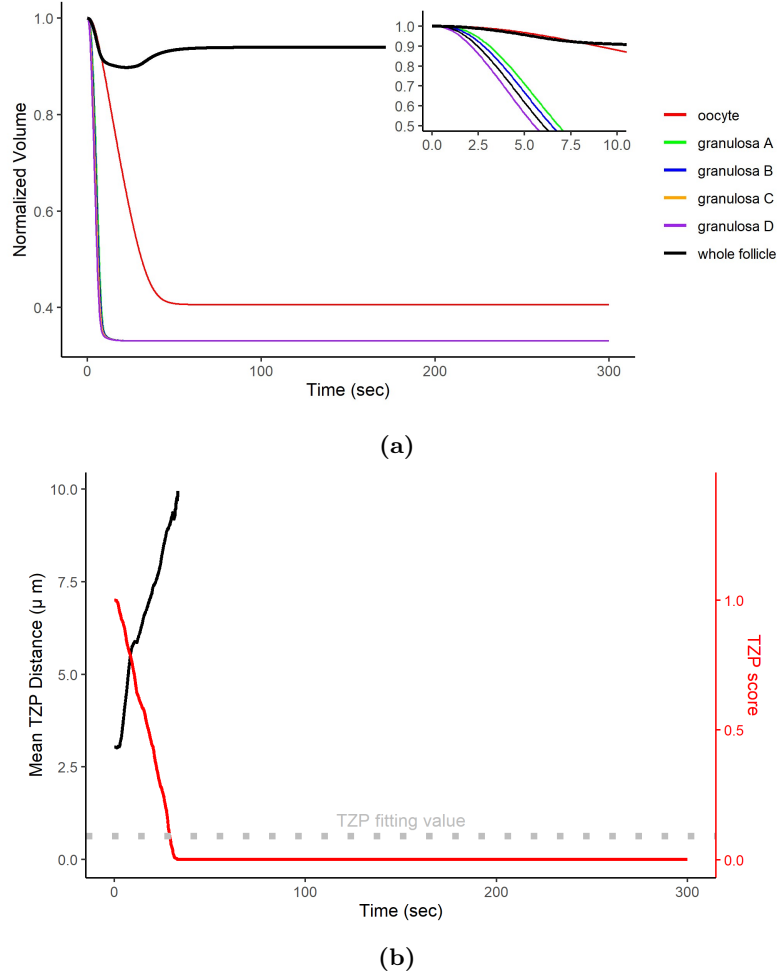 1.0
0.8
0.6
0.4
Normalized Volume
0
100
200
300
Time (sec)
1.0
0.9
0.8
0.7
0.6
0.5
0.0
2.5
5.0
7.5
10.0
oocyte
granulosa A
granulosa B
granulosa C
granulosa D
whole follicle
(a)
10.0
7.5
5.0
2.5
0.0
Mean TZP Distance (μ m)
1.0
0.5
0.0
TZP score
TZP fitting value
0
100
200
300
Time (sec)
(b)